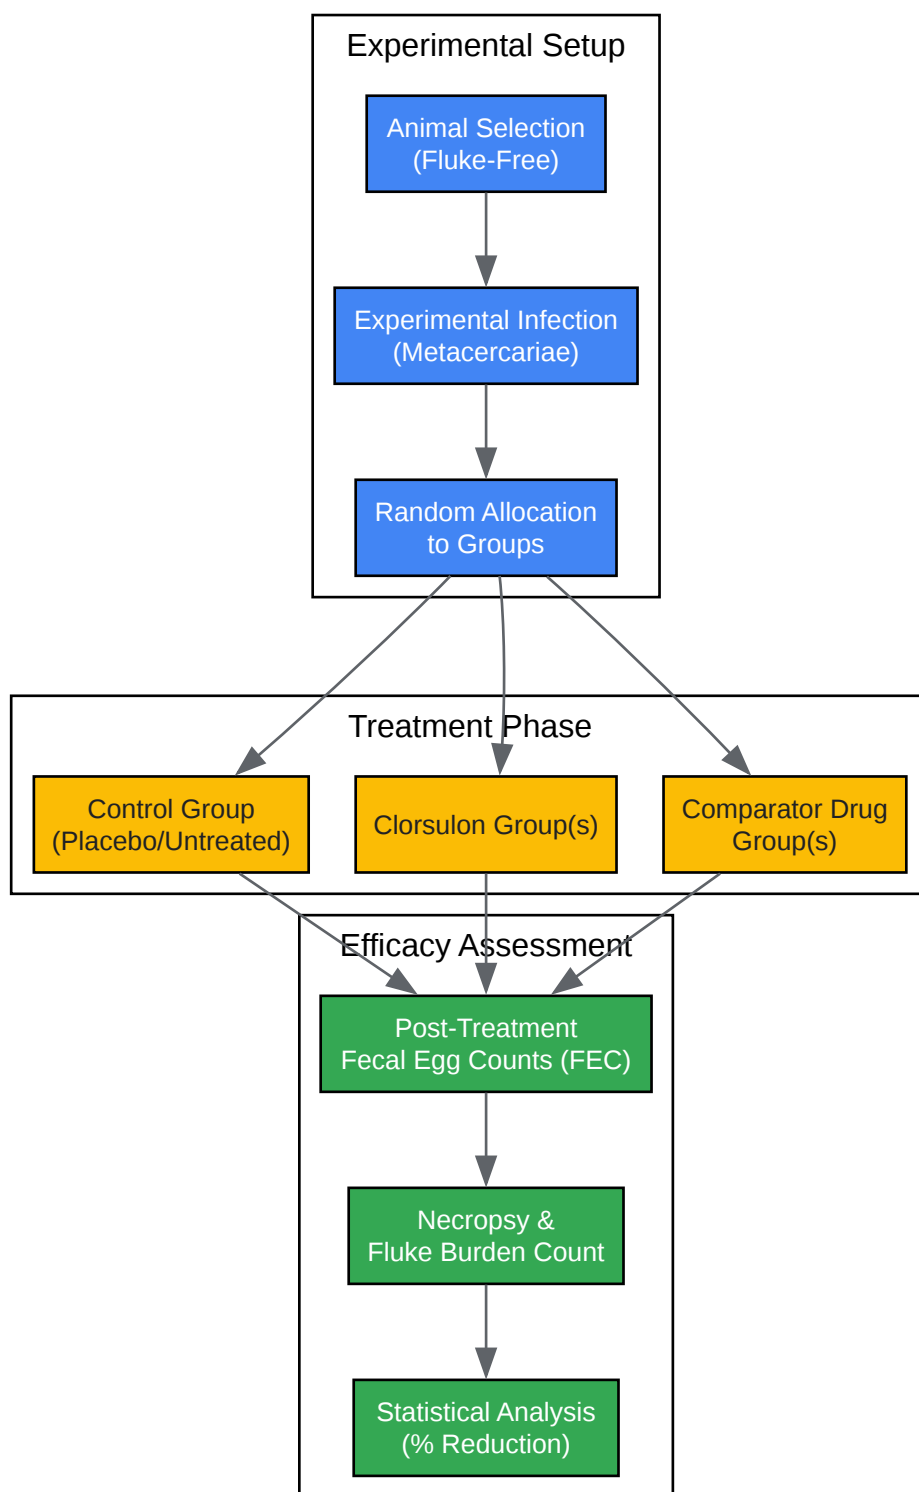 Experimental Setup
Animal Selection
(Fluke-Free)
Experimental Infection
(Metacercariae)
Random Allocation
to Groups
Treatment Phase
Control Group
(Placebo/Untreated)
Clorsulon Group(s)
Comparator Drug
Group(s)
Efficacy Assessment
Post-Treatment
Fecal Egg Counts (FEC)
Necropsy &
Fluke Burden Count
Statistical Analysis
(% Reduction)